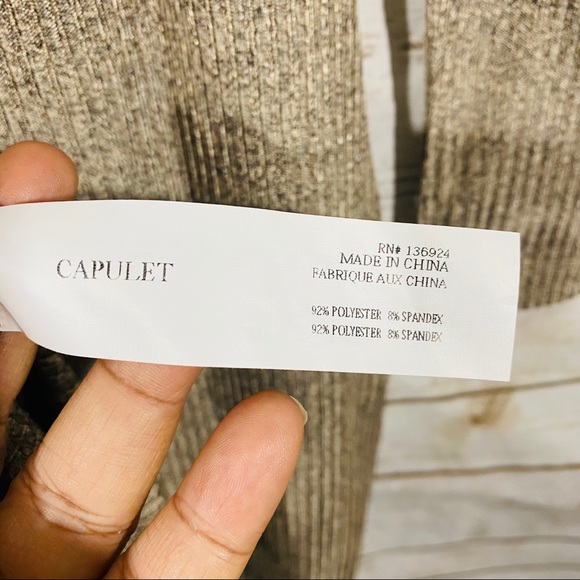 CAPULET
RN# 136924
MADE IN CHINA
FABRIQUE AUX CHINA
92% POLYESTER 8% SPANDEX
92% POLYESTER 8% SPANDEX